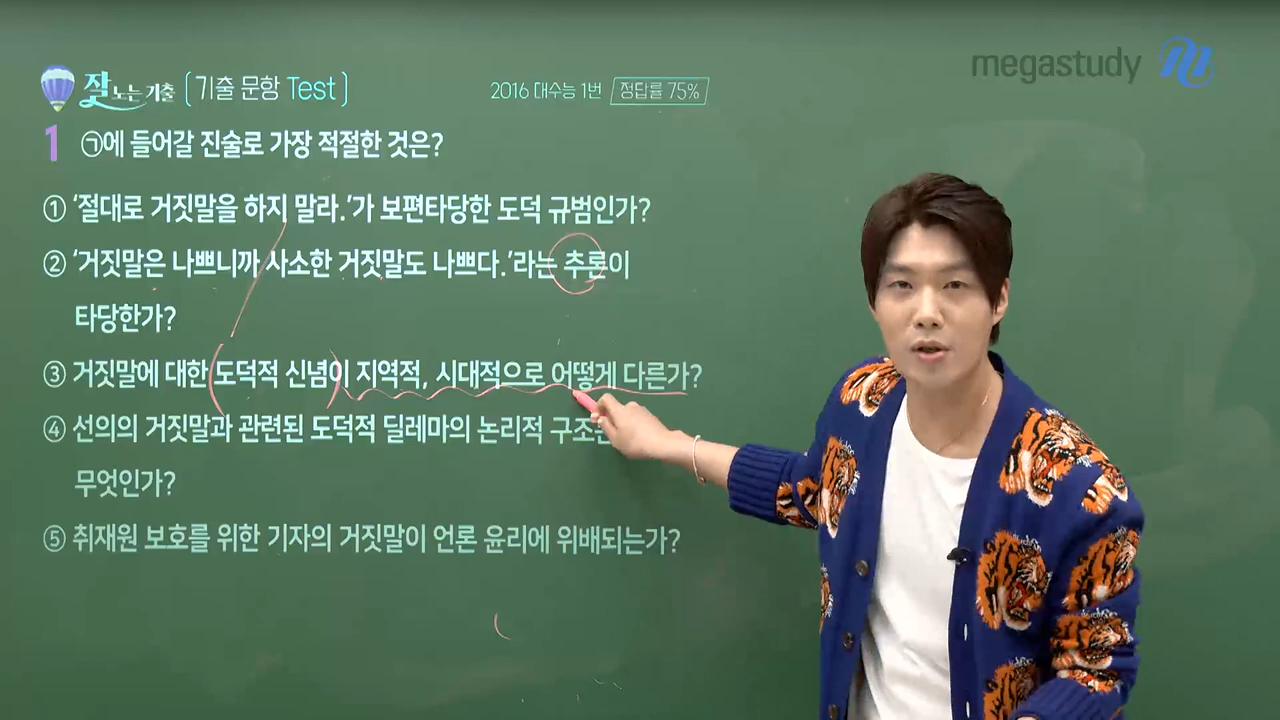 megastudy
잘 노는 기출 [기출 문항 Test]
2016 대수능 1번 정답률 75%
1 ㉠에 들어갈 진술로 가장 적절한 것은?
① ‘절대로 거짓말을 하지 말라.’가 보편타당한 도덕 규범인가?
② ‘거짓말은 나쁘니까 사소한 거짓말도 나쁘다.’라는 추론이
타당한가?
③ 거짓말에 대한 도덕적 신념이 지역적, 시대적으로 어떻게 다른가?
④ 선의의 거짓말과 관련된 도덕적 딜레마의 논리적 구조는
무엇인가?
⑤ 취재원 보호를 위한 기자의 거짓말이 언론 윤리에 위배되는가?